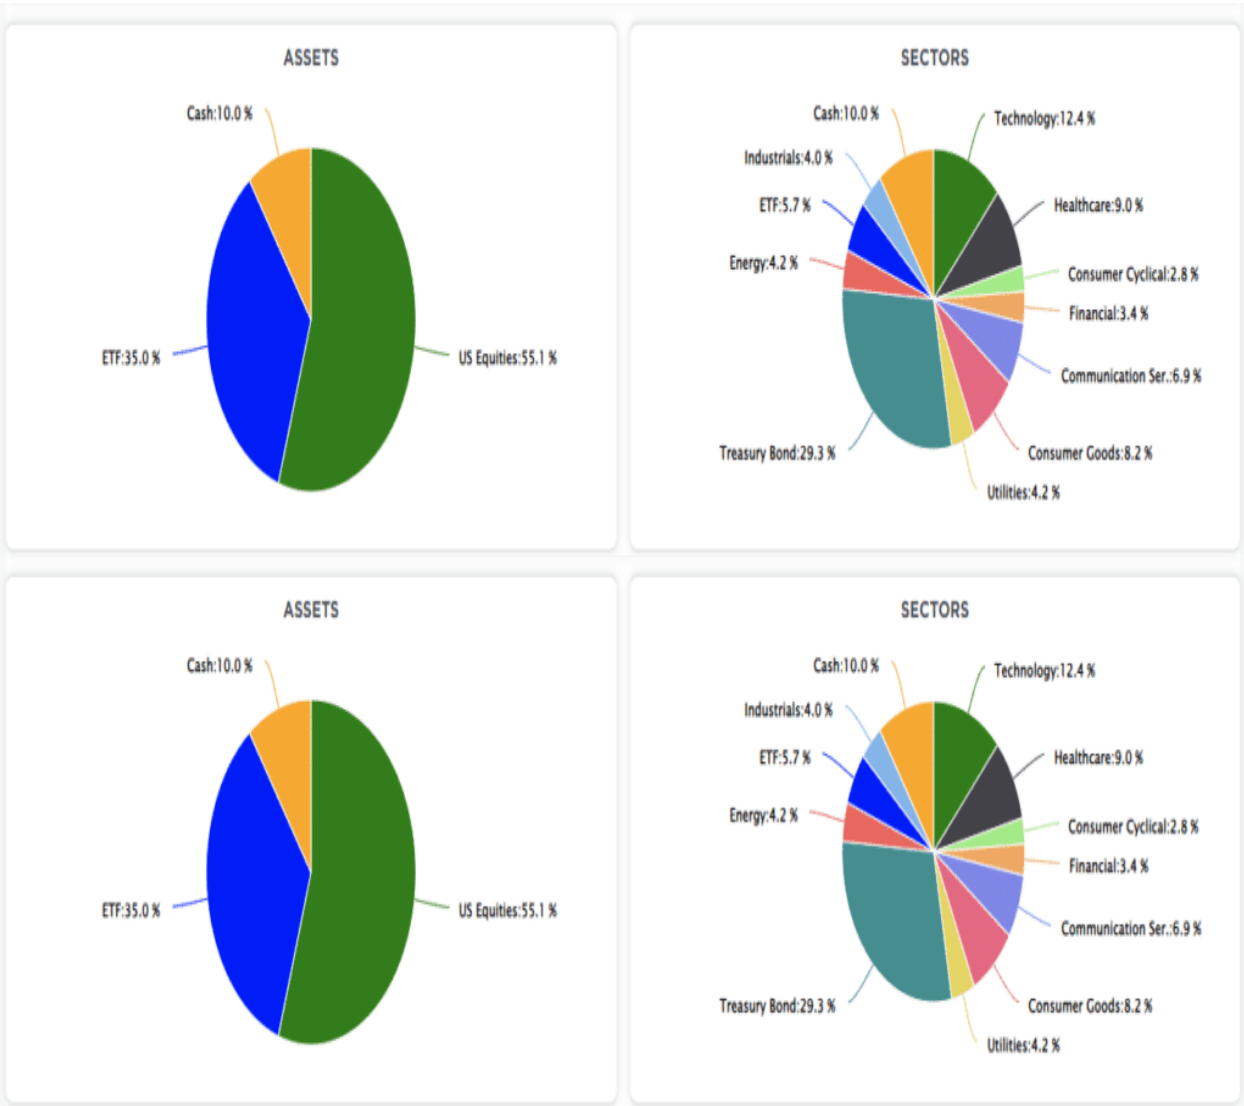 ASSETS
Cash:10.0 %
ETF:35.0 %
US Equities:55.1 %
SECTORS
Cash:10.0 %
Technology:12.4 %
Industrials:4.0 %
Healthcare:9.0 %
ETF:5.7 %
Energy:4.2 %
Consumer Cyclical:2.8 %
Financial:3.4 %
Communication Ser.:6.9 %
Treasury Bond:29.3 %
Consumer Goods:8.2 %
Utilities:4.2 %
ASSETS
Cash:10.0 %
ETF:35.0 %
US Equities:55.1 %
SECTORS
Cash:10.0 %
Technology:12.4 %
Industrials:4.0 %
Healthcare:9.0 %
ETF:5.7 %
Energy:4.2 %
Consumer Cyclical:2.8 %
Financial:3.4 %
Communication Ser.:6.9 %
Treasury Bond:29.3 %
Consumer Goods:8.2 %
Utilities:4.2 %